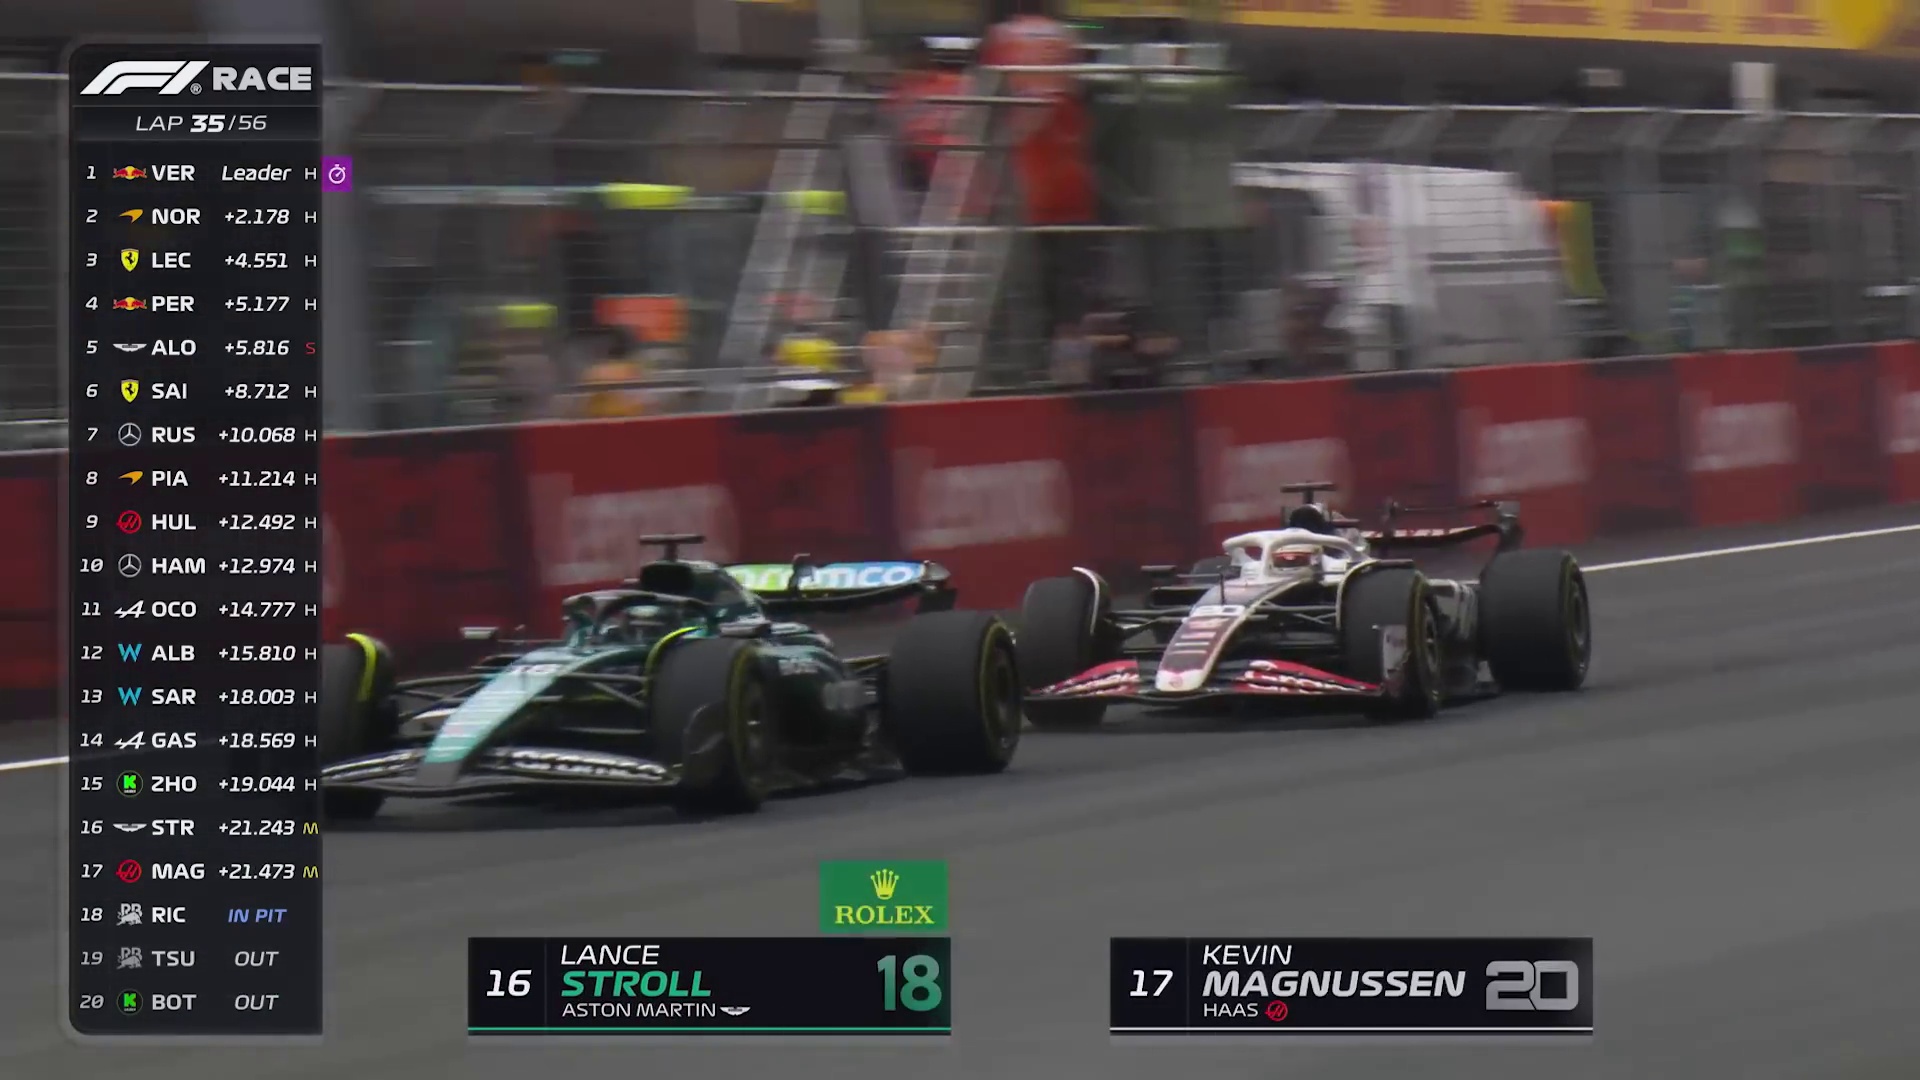 F1 RACE
LAP 35/56
1 VER Leader H
2 NOR +2.178 H
3 LEC +4.551 H
4 PER +5.177 H
5 ALO +5.816 S
6 SAI +8.712 H
7 RUS +10.068 H
8 PIA +11.214 H
9 HUL +12.492 H
10 HAM +12.974 H
11 OCO +14.777 H
12 ALB +15.810 H
13 SAR +18.003 H
14 GAS +18.569 H
15 ZHO +19.044 H
16 STR +21.243 M
17 MAG +21.473 M
18 RIC IN PIT
19 TSU OUT
20 BOT OUT
aramco
aramco
ROLEX
16 LANCE
STROLL
ASTON MARTIN
18
17 KEVIN
MAGNUSSEN
HAAS
20